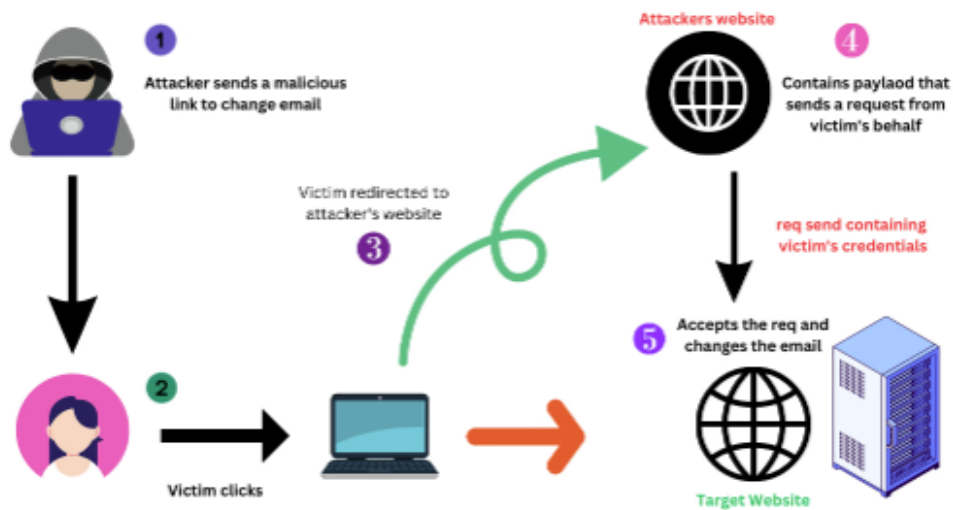 1
Attacker sends a malicious
link to change email
2
Victim clicks
Victim redirected to
attacker's website
3
Attackers website
4
Contains paylaod that
sends a request from
victim's behalf
req send containing
victim's credentials
5
Accepts the req and
changes the email
Target Website